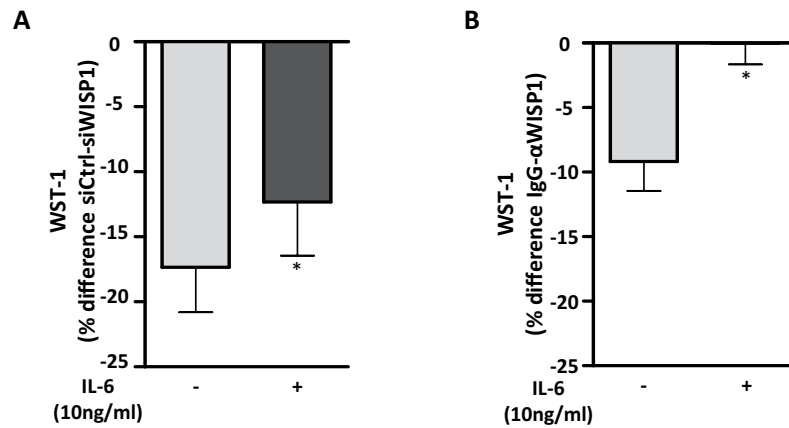 A
WST-1
(% difference siCtrl-siWISP1)
0
-5
-10
-15
-20
-25
*
IL-6
(10ng/ml)
- +
B
WST-1
(% difference IgG-αWISP1)
0
-5
-10
-15
-20
-25
*
IL-6
(10ng/ml)
- +